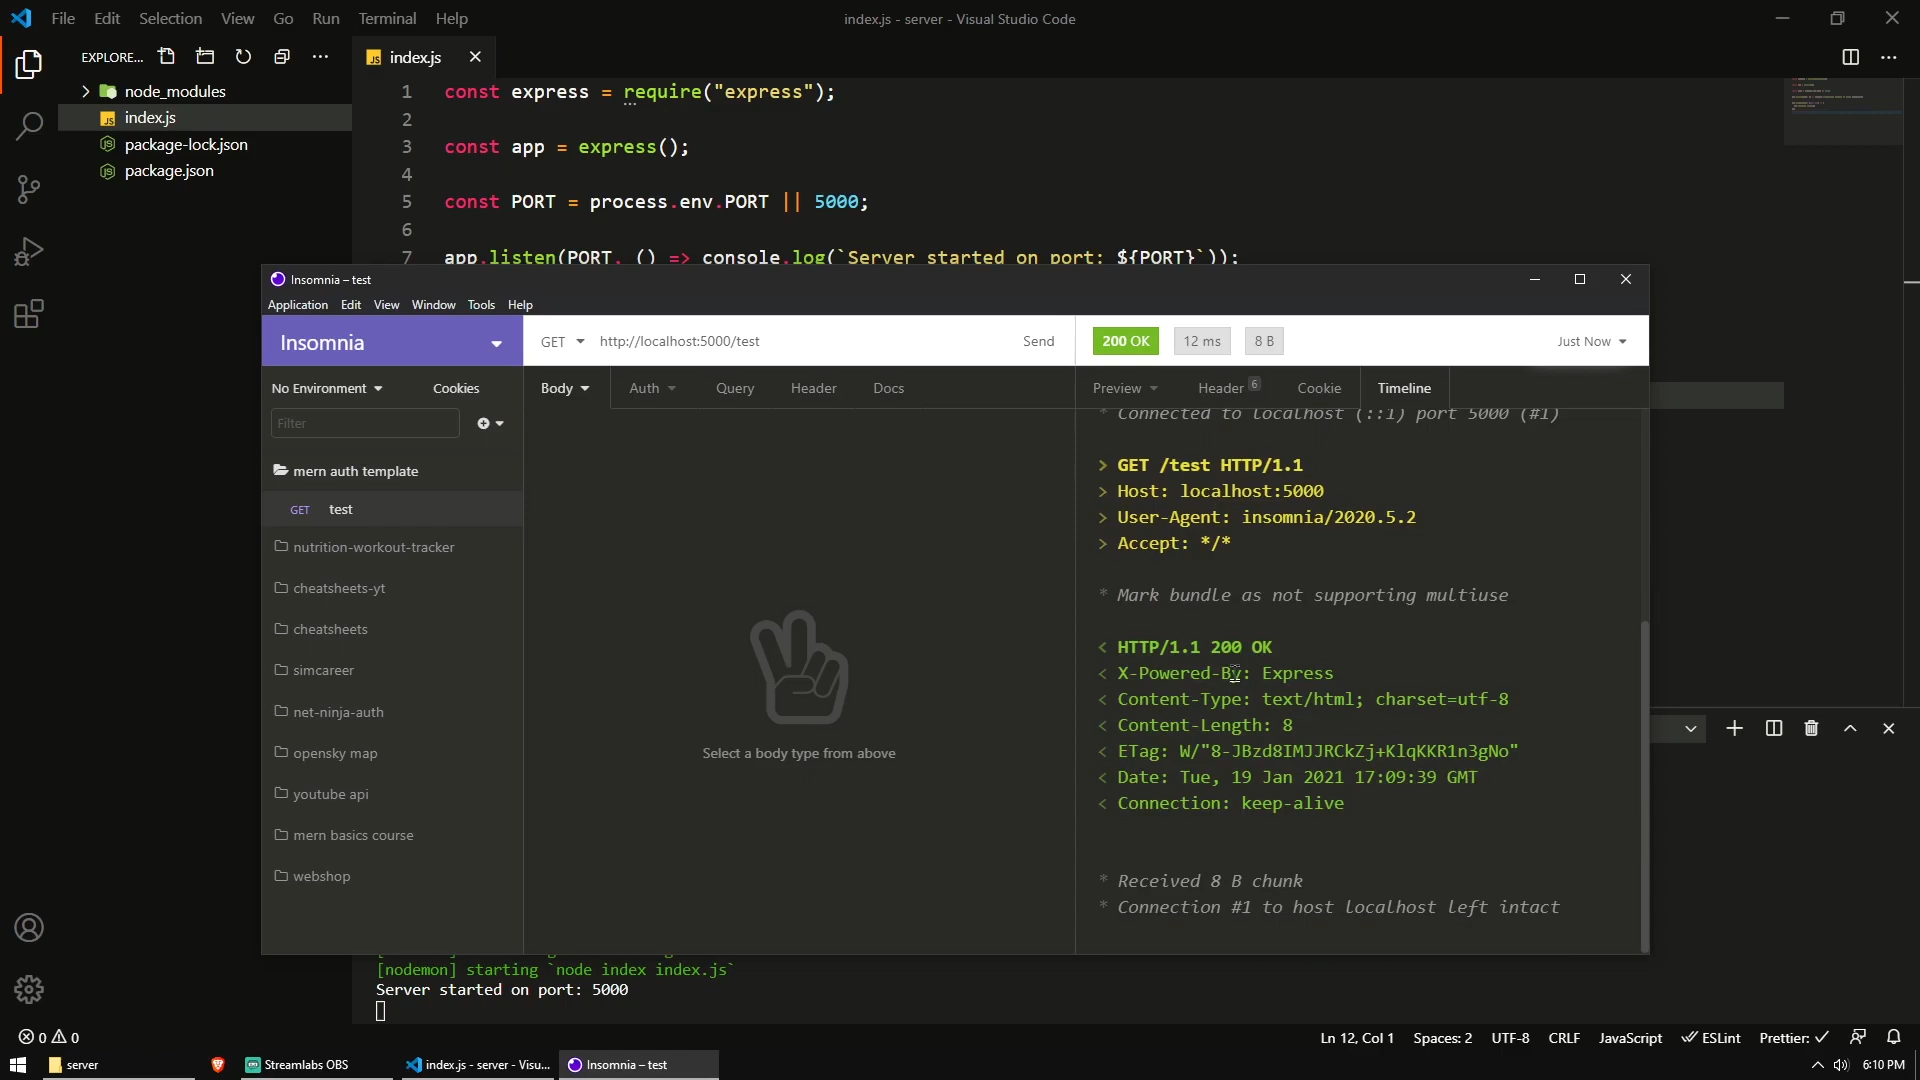 File Edit Selection View Go Run Terminal Help
index.js - server - Visual Studio Code
EXPLORE...
index.js
node_modules
index.js
package-lock.json
package.json
1 const express = require("express");
2
3 const app = express();
4
5 const PORT = process.env.PORT || 5000;
6
7 app.listen(PORT, () => console.log(`Server started on port: ${PORT}`));
Insomnia – test
Application Edit View Window Tools Help
Insomnia
GET http://localhost:5000/test Send
200 OK 12 ms 8 B Just Now
No Environment Cookies
Body Auth Query Header Docs
Preview Header 6 Cookie Timeline
Filter
mern auth template
GET test
nutrition-workout-tracker
cheatsheets-yt
cheatsheets
simcareer
net-ninja-auth
opensky map
youtube api
mern basics course
webshop
Select a body type from above
* Connected to localhost (::1) port 5000 (#1)
> GET /test HTTP/1.1
> Host: localhost:5000
> User-Agent: insomnia/2020.5.2
> Accept: */*
* Mark bundle as not supporting multiuse
< HTTP/1.1 200 OK
< X-Powered-By: Express
< Content-Type: text/html; charset=utf-8
< Content-Length: 8
< ETag: W/"8-JBzd8IMJJRCkZj+KlqKKR1n3gNo"
< Date: Tue, 19 Jan 2021 17:09:39 GMT
< Connection: keep-alive
* Received 8 B chunk
* Connection #1 to host localhost left intact
[nodemon] starting `node index index.js`
Server started on port: 5000
0 0
Ln 12, Col 1 Spaces: 2 UTF-8 CRLF JavaScript ESLint Prettier: ✓
server
Streamlabs OBS
index.js - server - Visu...
Insomnia – test
6:10 PM